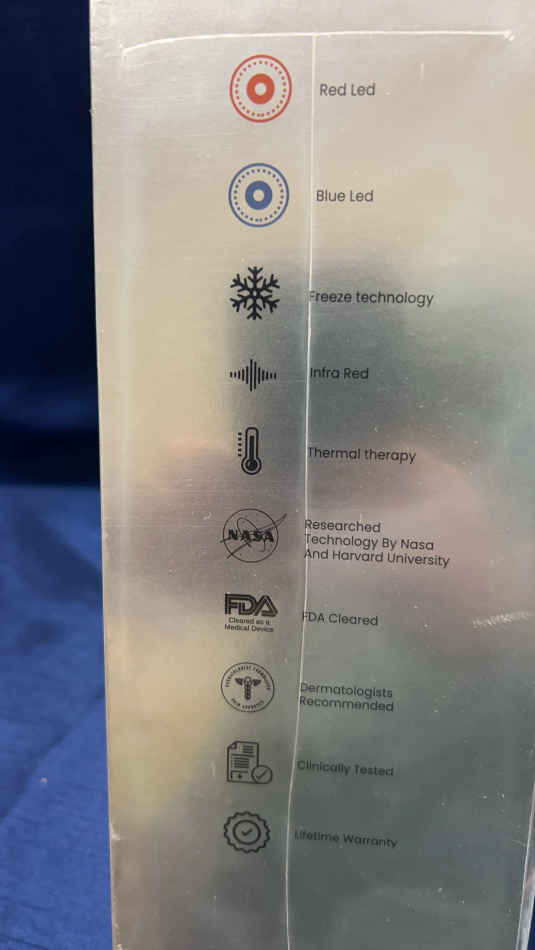 Red Led
Blue Led
Freeze technology
Infra Red
Thermal therapy
NASA
Researched
Technology By Nasa
And Harvard University
FDA
Cleared as a
Medical Device
FDA Cleared
Dermatologists
Recommended
Clinically Tested
Lifetime Warranty